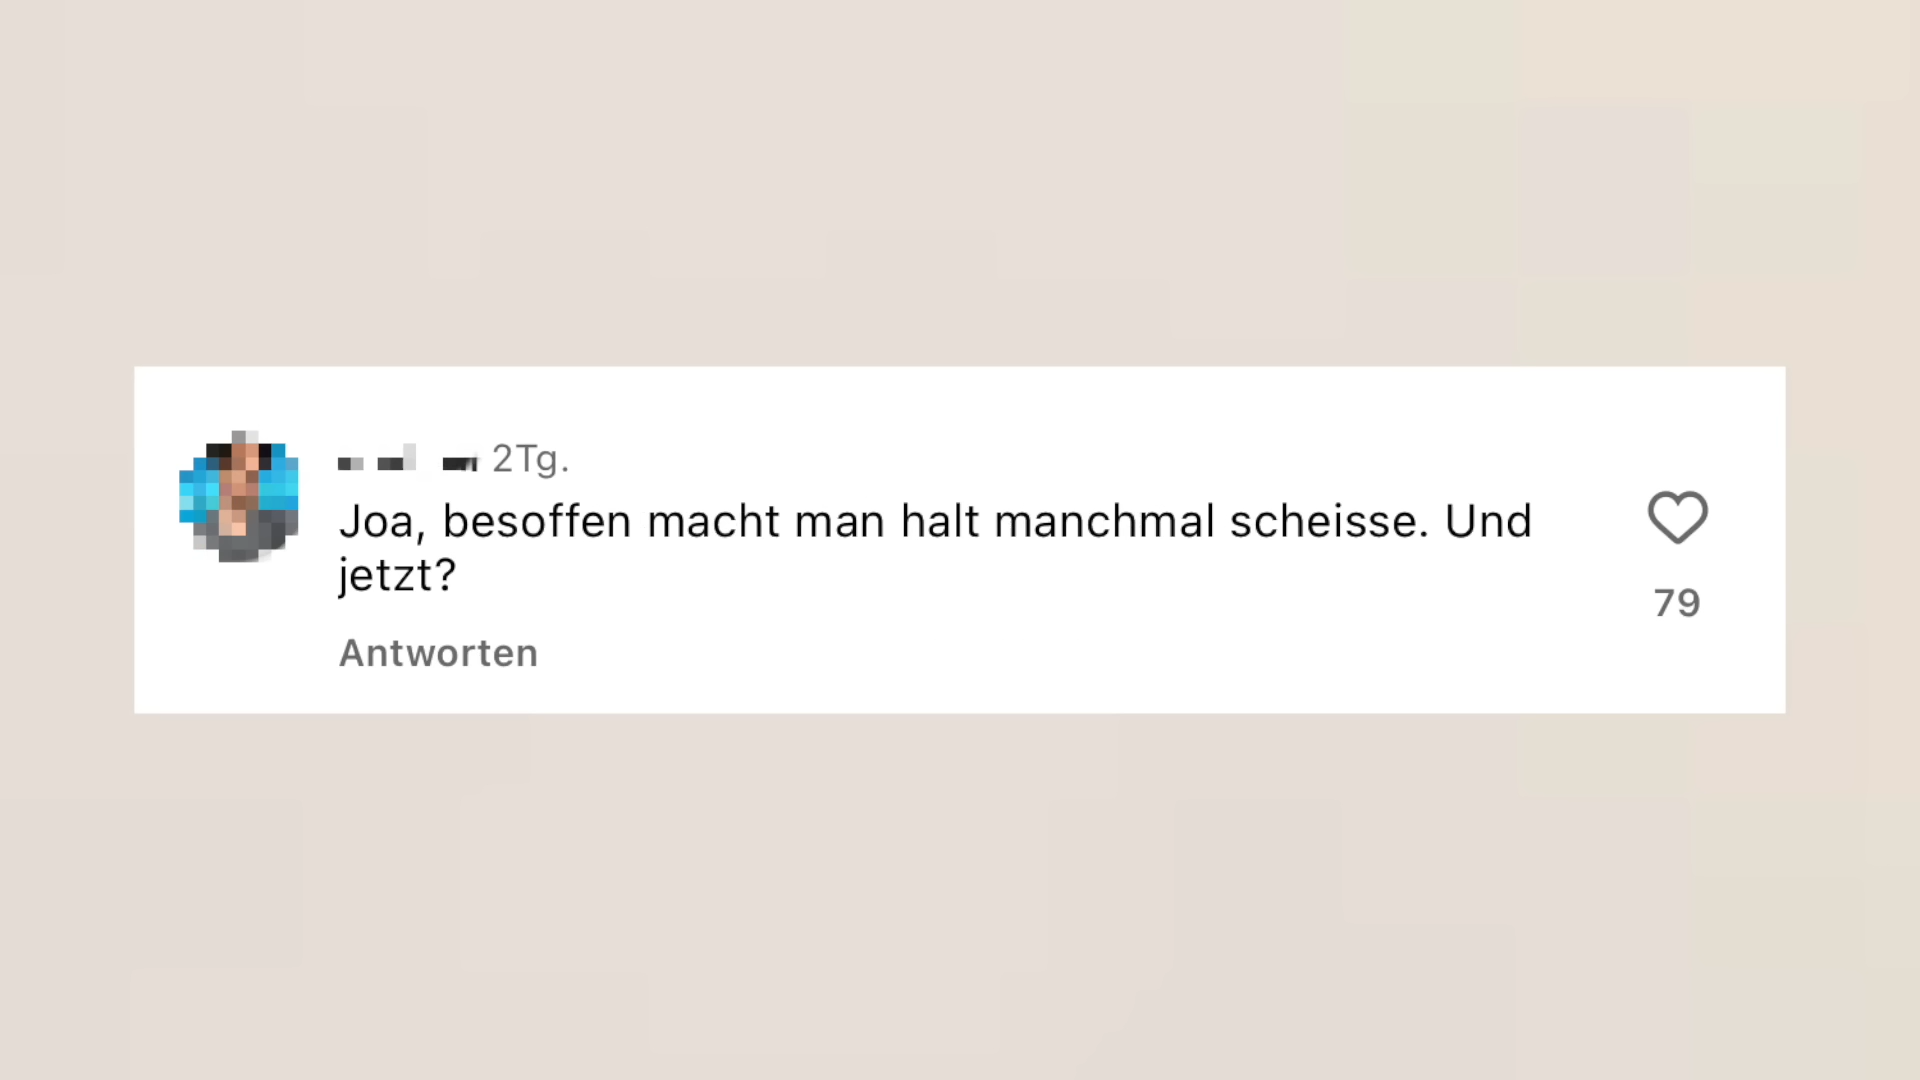 2Tg.
Joa, besoffen macht man halt manchmal scheisse. Und
jetzt?
79
Antworten